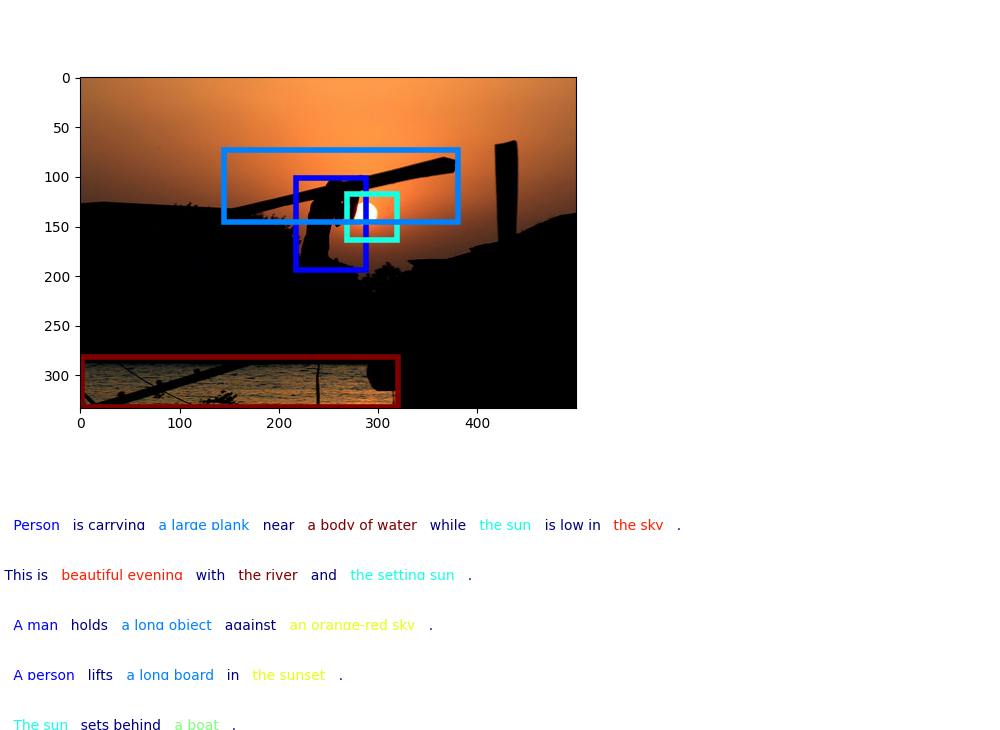 0
50
100
150
200
250
300
0 100 200 300 400
Person is carrying a large plank near a body of water while the sun is low in the sky .
This is beautiful evening with the river and the setting sun .
A man holds a long object against an orange-red sky .
A person lifts a long board in the sunset .
The sun sets behind a boat .